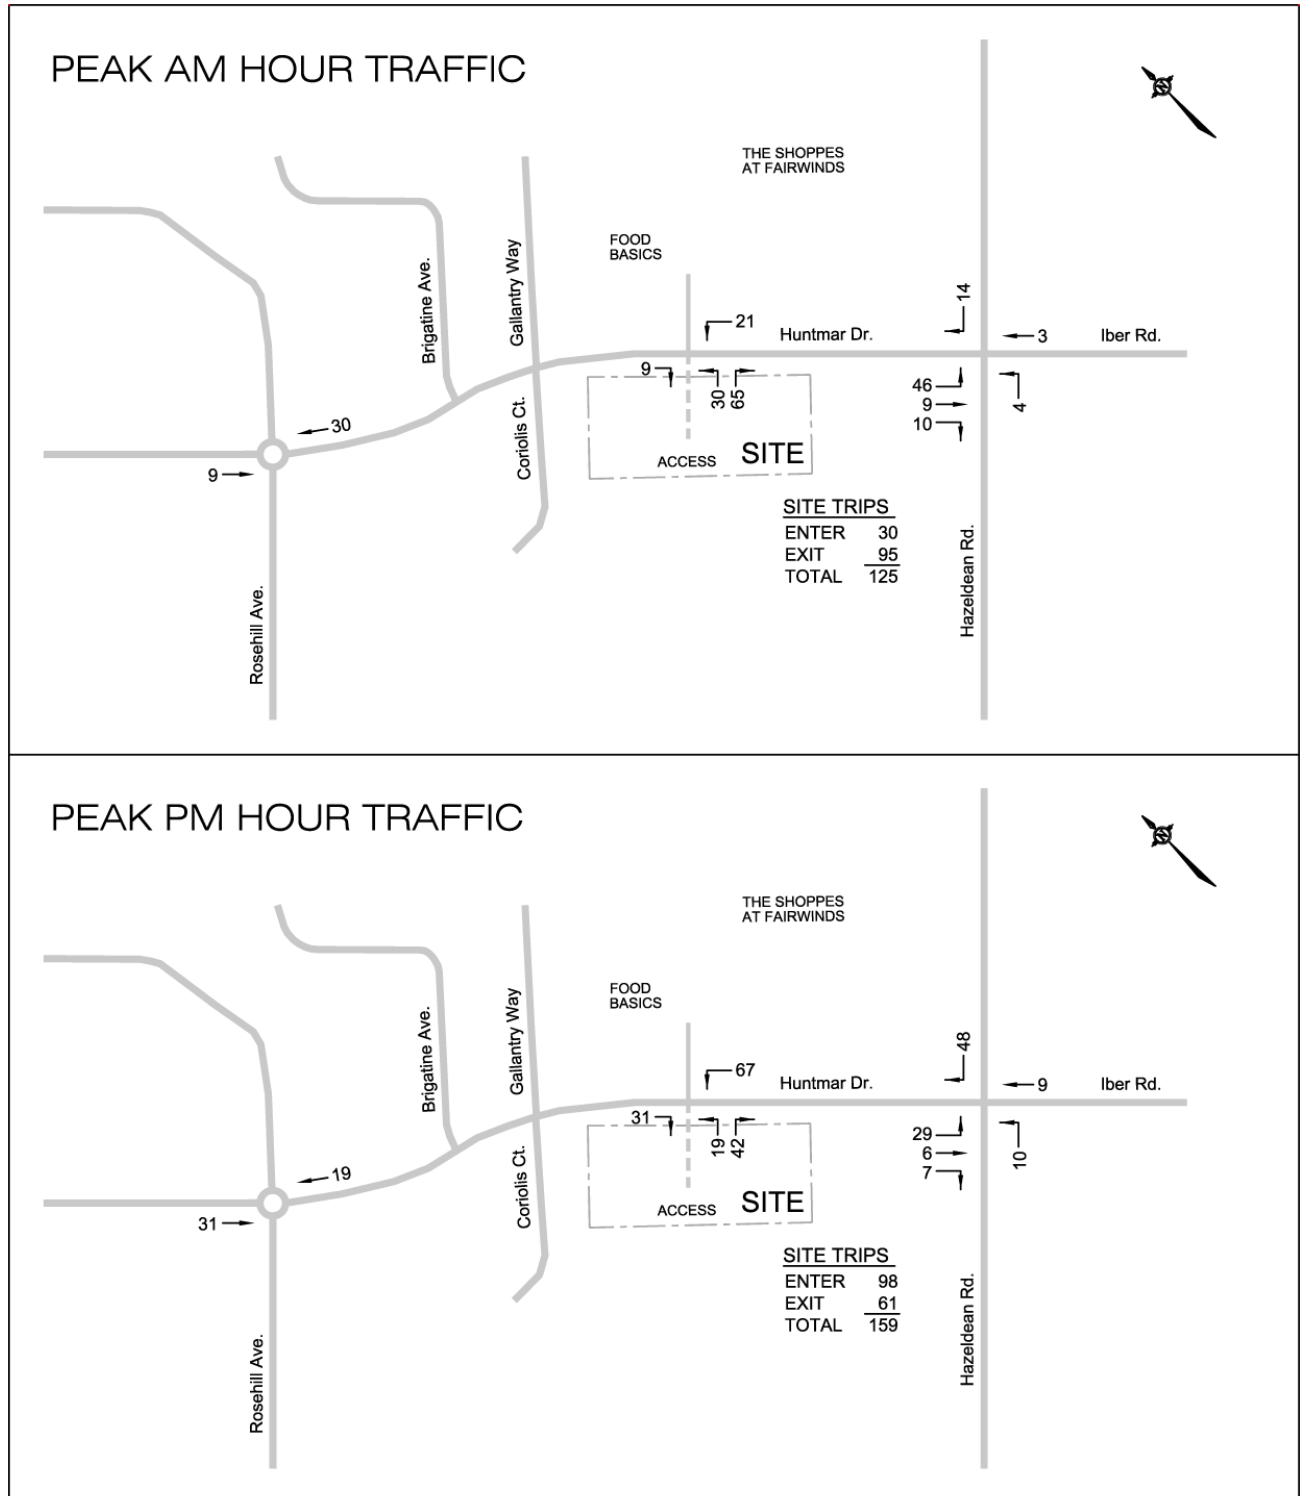 PEAK AM HOUR TRAFFIC
THE SHOPPES
AT FAIRWINDS
FOOD
BASICS
Brigatine Ave.
Gallantry Way
14
21
Huntmar Dr.
3
Iber Rd.
9
30
65
46
9
10
4
30
9
Coriolis Ct.
ACCESS
SITE
SITE TRIPS
ENTER 30
EXIT 95
TOTAL 125
Rosehill Ave.
Hazeldean Rd.
PEAK PM HOUR TRAFFIC
THE SHOPPES
AT FAIRWINDS
FOOD
BASICS
Brigatine Ave.
Gallantry Way
48
67
Huntmar Dr.
9
Iber Rd.
31
19
42
29
6
7
10
19
31
Coriolis Ct.
ACCESS
SITE
SITE TRIPS
ENTER 98
EXIT 61
TOTAL 159
Rosehill Ave.
Hazeldean Rd.